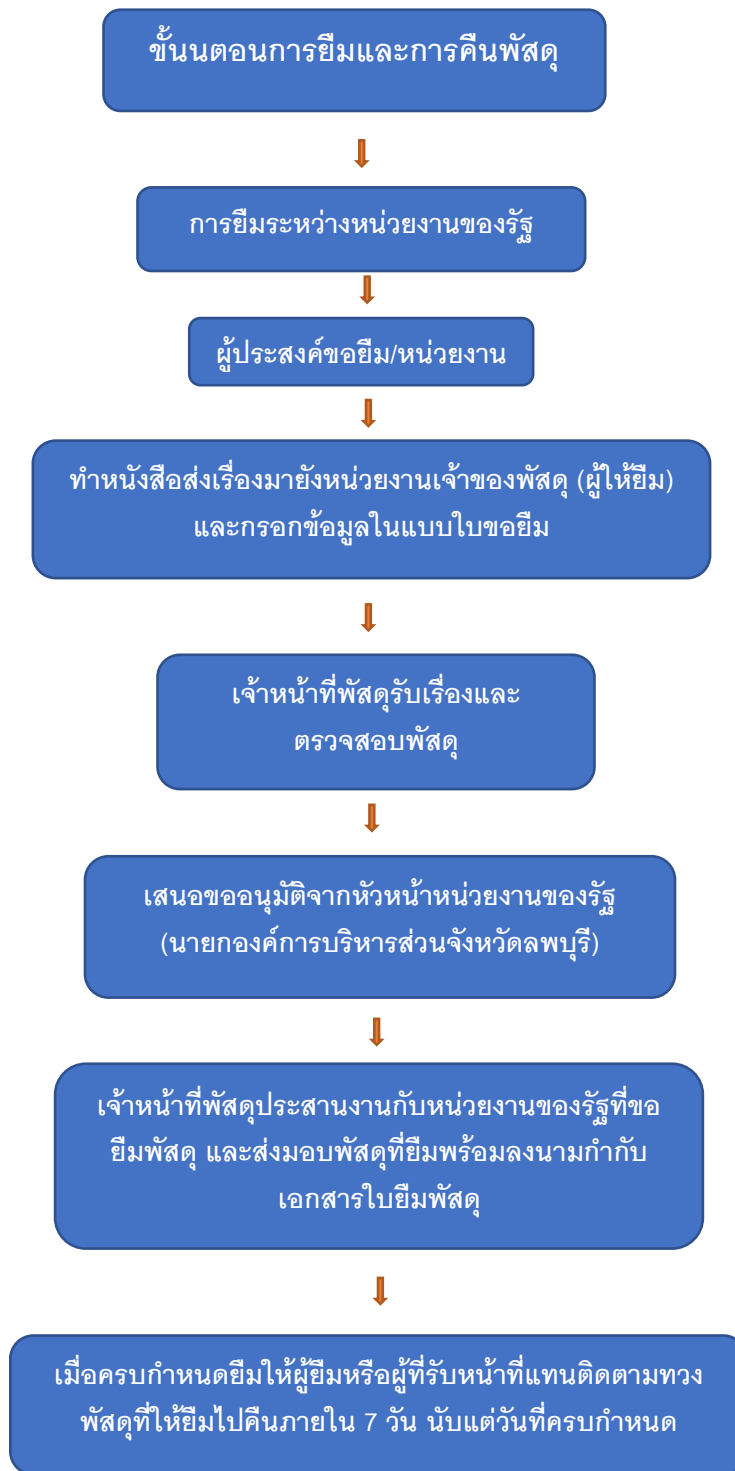 ขั้นนตอนการยืมและการคืนพัสดุ
การยืมระหว่างหน่วยงานของรัฐ
ผู้ประสงค์ขอยืม/หน่วยงาน
ทำหนังสือส่งเรื่องมายังหน่วยงานเจ้าของพัสดุ (ผู้ให้ยืม)
และกรอกข้อมูลในแบบใบขอยืม
เจ้าหน้าที่พัสดุรับเรื่องและ
ตรวจสอบพัสดุ
เสนอขออนุมัติจากหัวหน้าหน่วยงานของรัฐ
(นายกองค์การบริหารส่วนจังหวัดลพบุรี)
เจ้าหน้าที่พัสดุประสานงานกับหน่วยงานของรัฐที่ขอ
ยืมพัสดุ และส่งมอบพัสดุที่ยืมพร้อมลงนามกำกับ
เอกสารใบยืมพัสดุ
เมื่อครบกำหนดยืมให้ผู้ยืมหรือผู้ที่รับหน้าที่แทนติดตามทวง
พัสดุที่ให้ยืมไปคืนภายใน 7 วัน นับแต่วันที่ครบกำหนด